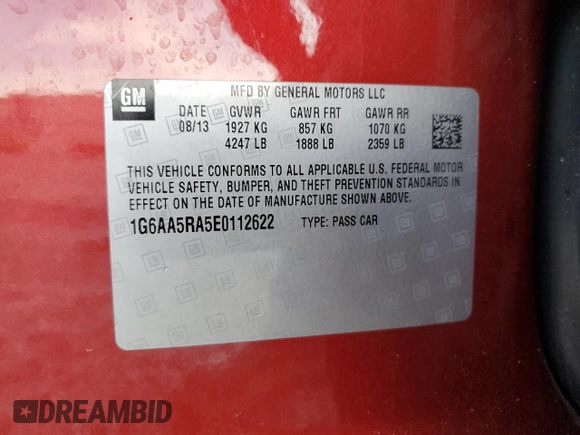 GM
MFD BY GENERAL MOTORS LLC
DATE GVWR GAWR FRT GAWR RR
08/13 1927 KG 857 KG 1070 KG
4247 LB 1888 LB 2359 LB
THIS VEHICLE CONFORMS TO ALL APPLICABLE U.S. FEDERAL MOTOR
VEHICLE SAFETY, BUMPER, AND THEFT PREVENTION STANDARDS IN
EFFECT ON THE DATE OF MANUFACTURE SHOWN ABOVE.
1G6AA5RA5E0112622 TYPE: PASS CAR
DREAMBID